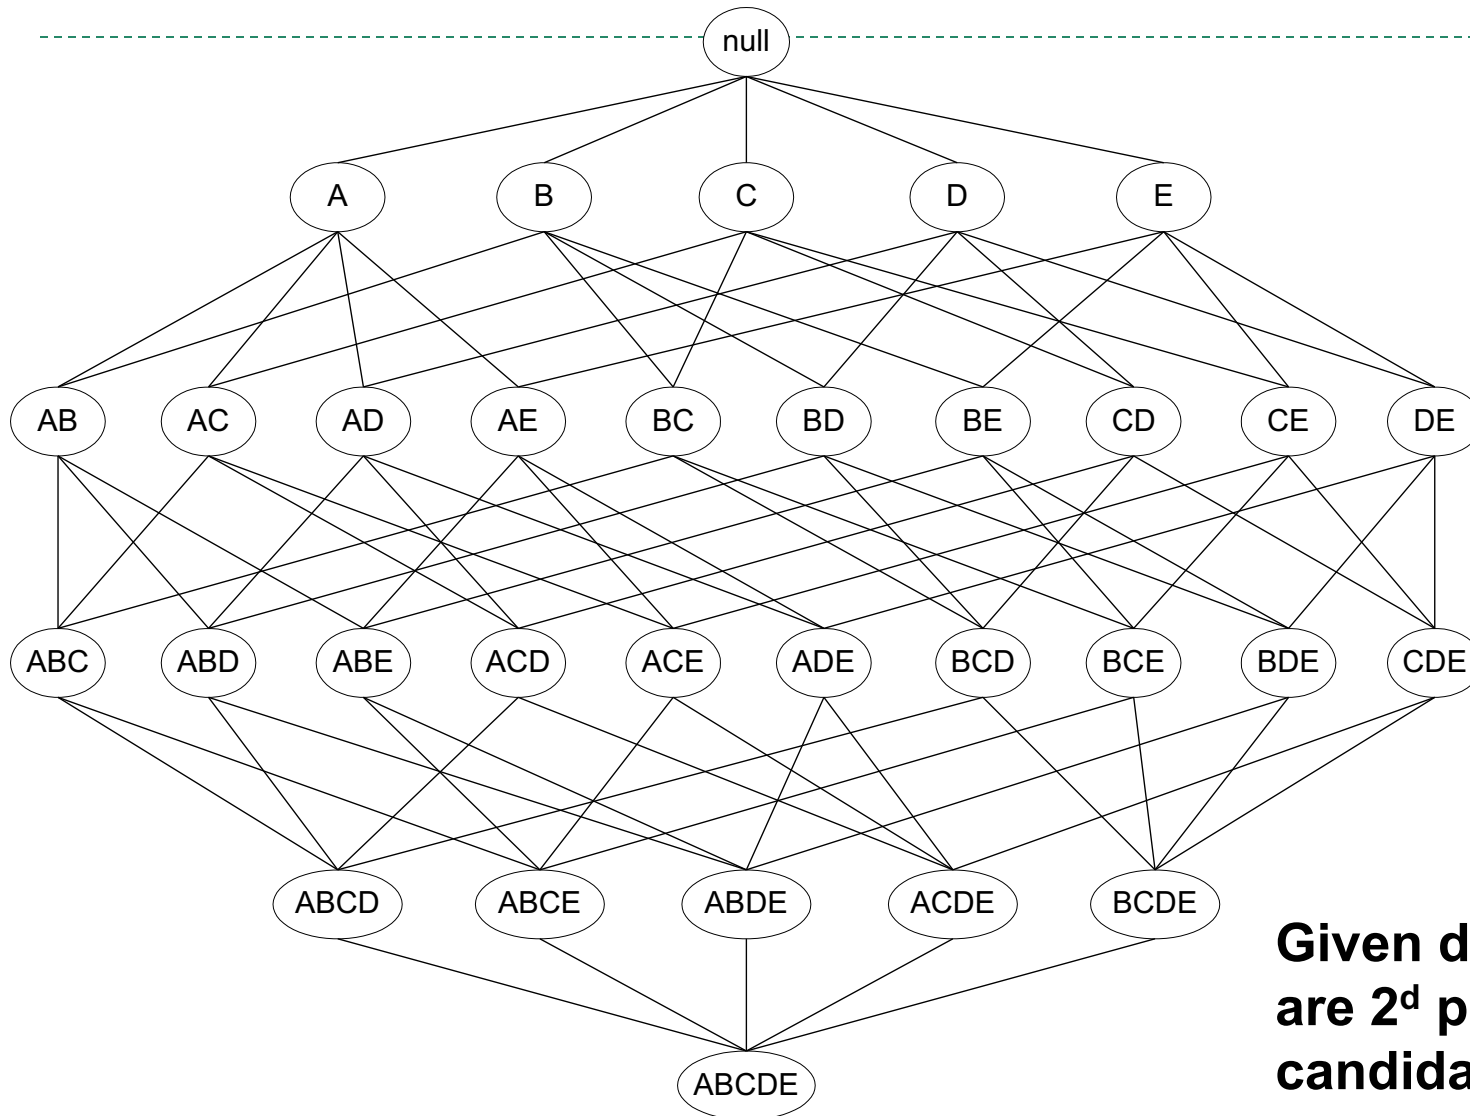 null
A B C D E
AB AC AD AE BC BD BE CD CE DE
ABC ABD ABE ACD ACE ADE BCD BCE BDE CDE
ABCD ABCE ABDE ACDE BCDE
Given d
are 2ᵈ p
candida
ABCDE